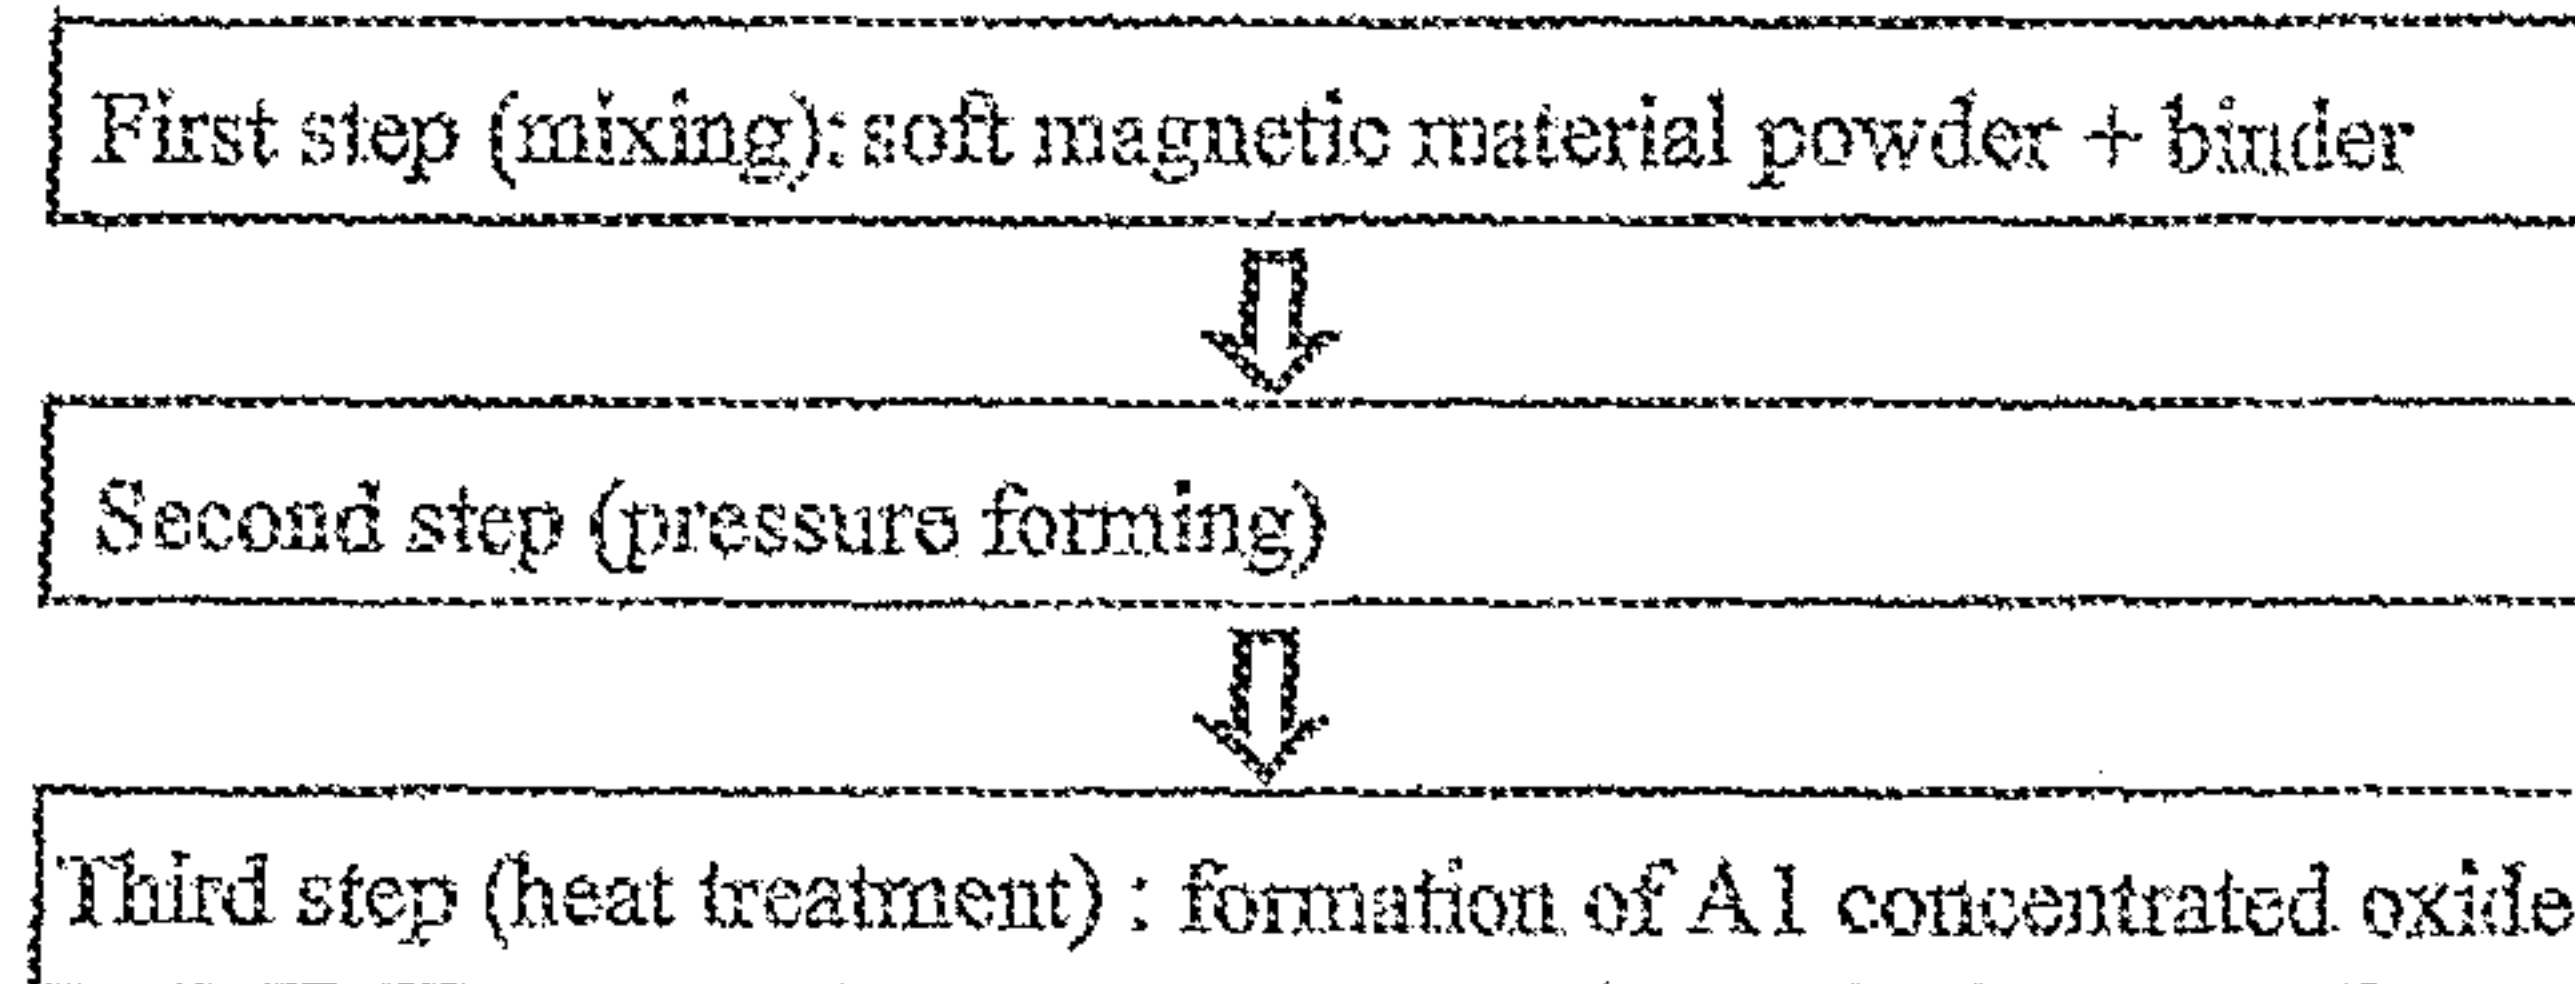 First step (mixing): soft magnetic material powder + binder
Second step (pressure forming)
Third step (heat treatment) : formation of Al concentrated oxide